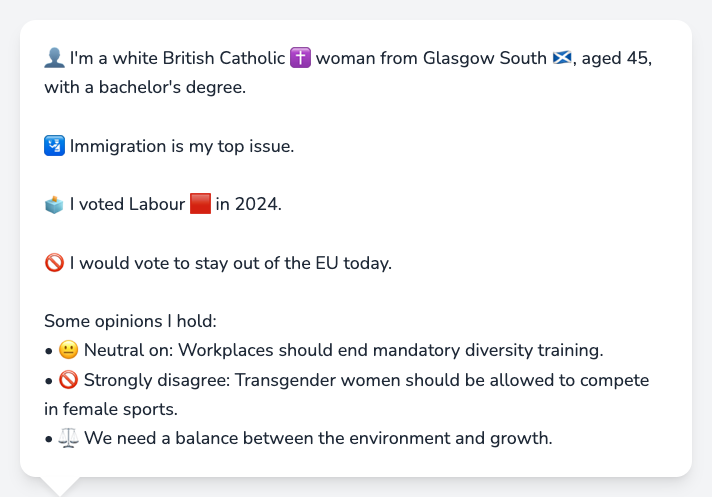 👤 I'm a white British Catholic ✝️ woman from Glasgow South 🏴󠁧󠁢󠁳󠁣󠁴󠁿, aged 45,
with a bachelor's degree.
🛂 Immigration is my top issue.
🗳️ I voted Labour 🟥 in 2024.
🚫 I would vote to stay out of the EU today.
Some opinions I hold:
• 😐 Neutral on: Workplaces should end mandatory diversity training.
• 🚫 Strongly disagree: Transgender women should be allowed to compete
in female sports.
• ⚖️ We need a balance between the environment and growth.